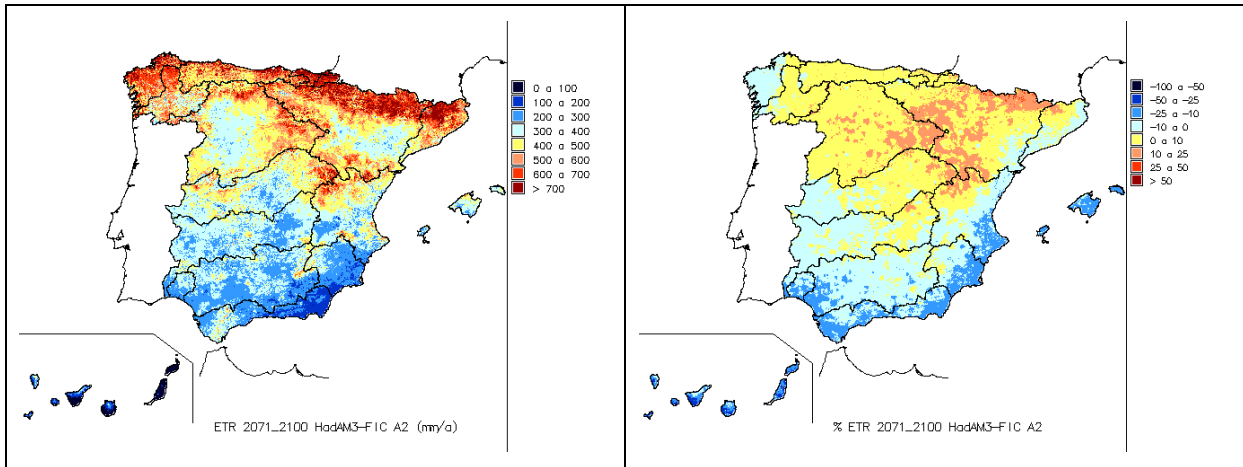 0 a 100
100 a 200
200 a 300
300 a 400
400 a 500
500 a 600
600 a 700
> 700
ETR 2071_2100 HadAM3-FIC A2 (mm/a)
-100 a -50
-50 a -25
-25 a -10
-10 a 0
0 a 10
10 a 25
25 a 50
> 50
% ETR 2071_2100 HadAM3-FIC A2